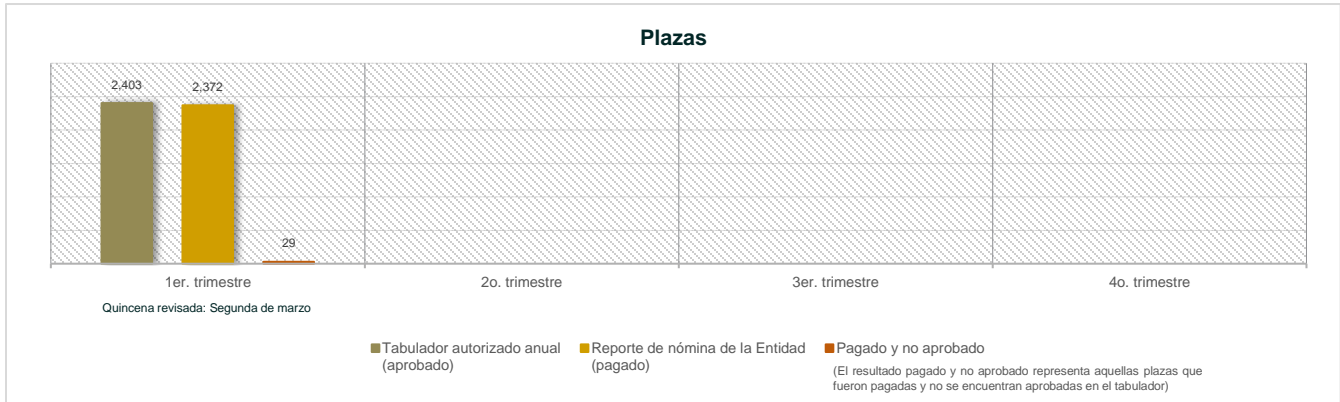 Plazas
2,403
2,372
29
1er. trimestre
2o. trimestre
3er. trimestre
4o. trimestre
Quincena revisada: Segunda de marzo
Tabulador autorizado anual
(aprobado)
Reporte de nómina de la Entidad
(pagado)
Pagado y no aprobado
(El resultado pagado y no aprobado representa aquellas plazas que
fueron pagadas y no se encuentran aprobadas en el tabulador)